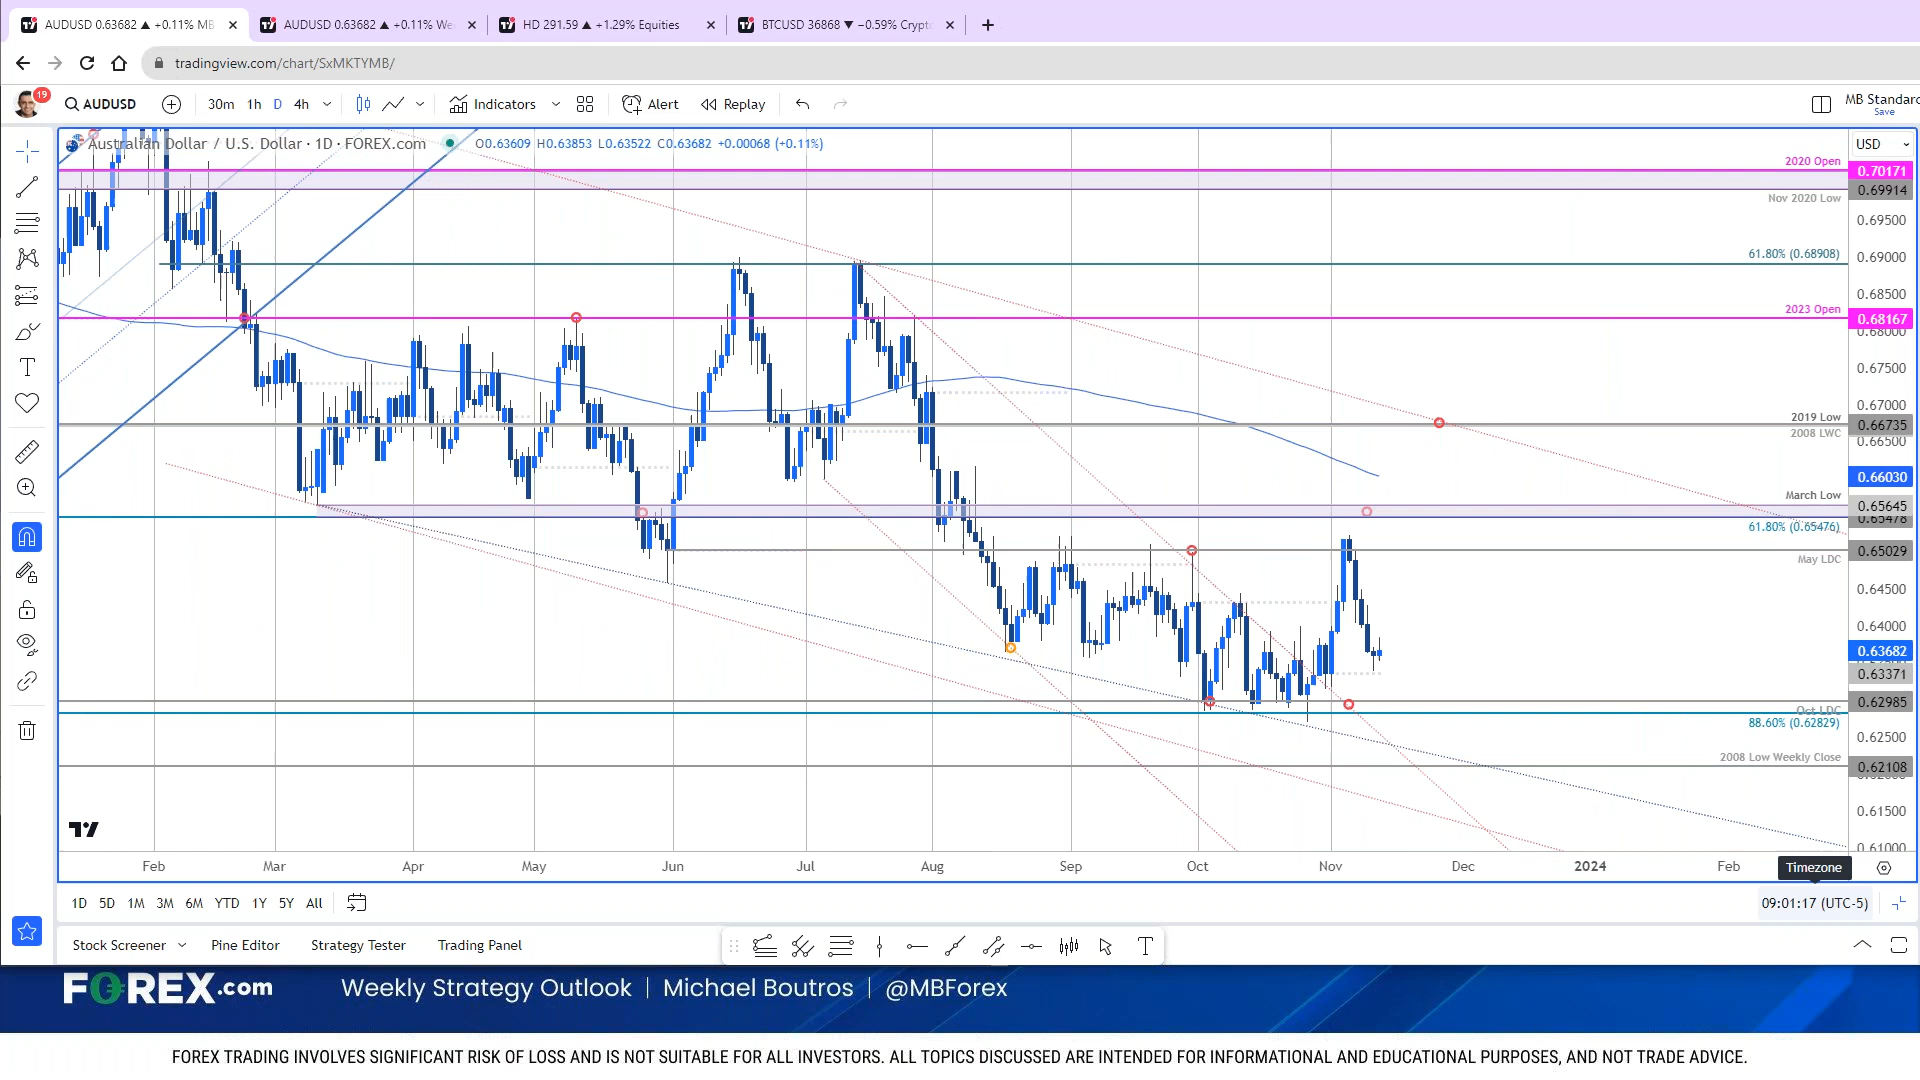 AUDUSD 0.63682 ▲ +0.11% MB
AUDUSD 0.63682 ▲ +0.11% We
HD 291.59 ▲ +1.29% Equities
BTCUSD 36868 ▼ −0.59% Crypto
tradingview.com/chart/SxMKTYMB/
19
AUDUSD
30m 1h D 4h
Indicators
Alert
Replay
MB Standard
Save
Australian Dollar / U.S. Dollar · 1D · FOREX.com
O0.63609 H0.63853 L0.63522 C0.63682 +0.00068 (+0.11%)
USD
2020 Open
0.70171
0.69914
Nov 2020 Low
0.69500
61.80% (0.68908)
0.69000
0.68500
2023 Open
0.68167
0.68000
0.67500
0.67000
2019 Low
0.66735
2008 LWC
0.66500
0.66030
March Low
0.65645
0.65478
61.80% (0.65476)
0.65029
May LDC
0.64500
0.64000
0.63682
0.63371
0.62985
Oct LDC
88.60% (0.62829)
0.62500
2008 Low Weekly Close
0.62108
0.61500
0.61000
Feb Mar Apr May Jun Jul Aug Sep Oct Nov Dec 2024 Feb
Timezone
1D 5D 1M 3M 6M YTD 1Y 5Y All
09:01:17 (UTC-5)
Stock Screener
Pine Editor
Strategy Tester
Trading Panel
FOREX.com
Weekly Strategy Outlook | Michael Boutros | @MBForex
FOREX TRADING INVOLVES SIGNIFICANT RISK OF LOSS AND IS NOT SUITABLE FOR ALL INVESTORS. ALL TOPICS DISCUSSED ARE INTENDED FOR INFORMATIONAL AND EDUCATIONAL PURPOSES, AND NOT TRADE ADVICE.